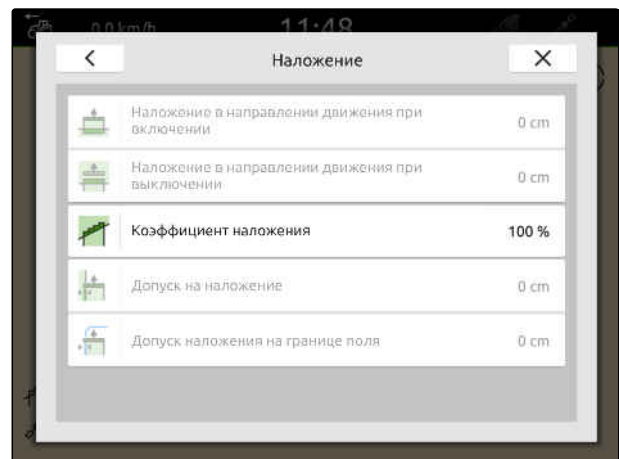 0.0 km/h 11:48
Наложение
Наложение в направлении движения при
включении
0 cm
Наложение в направлении движения при
выключении
0 cm
Коэффициент наложения 100 %
Допуск на наложение 0 cm
Допуск наложения на границе поля 0 cm